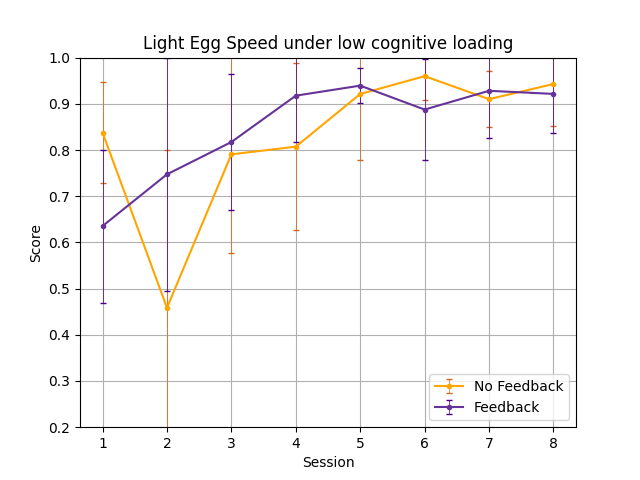 Light Egg Speed under low cognitive loading
1.0
0.9
0.8
0.7
0.6
0.5
0.4
0.3
0.2
Score
1 2 3 4 5 6 7 8
Session
No Feedback
Feedback